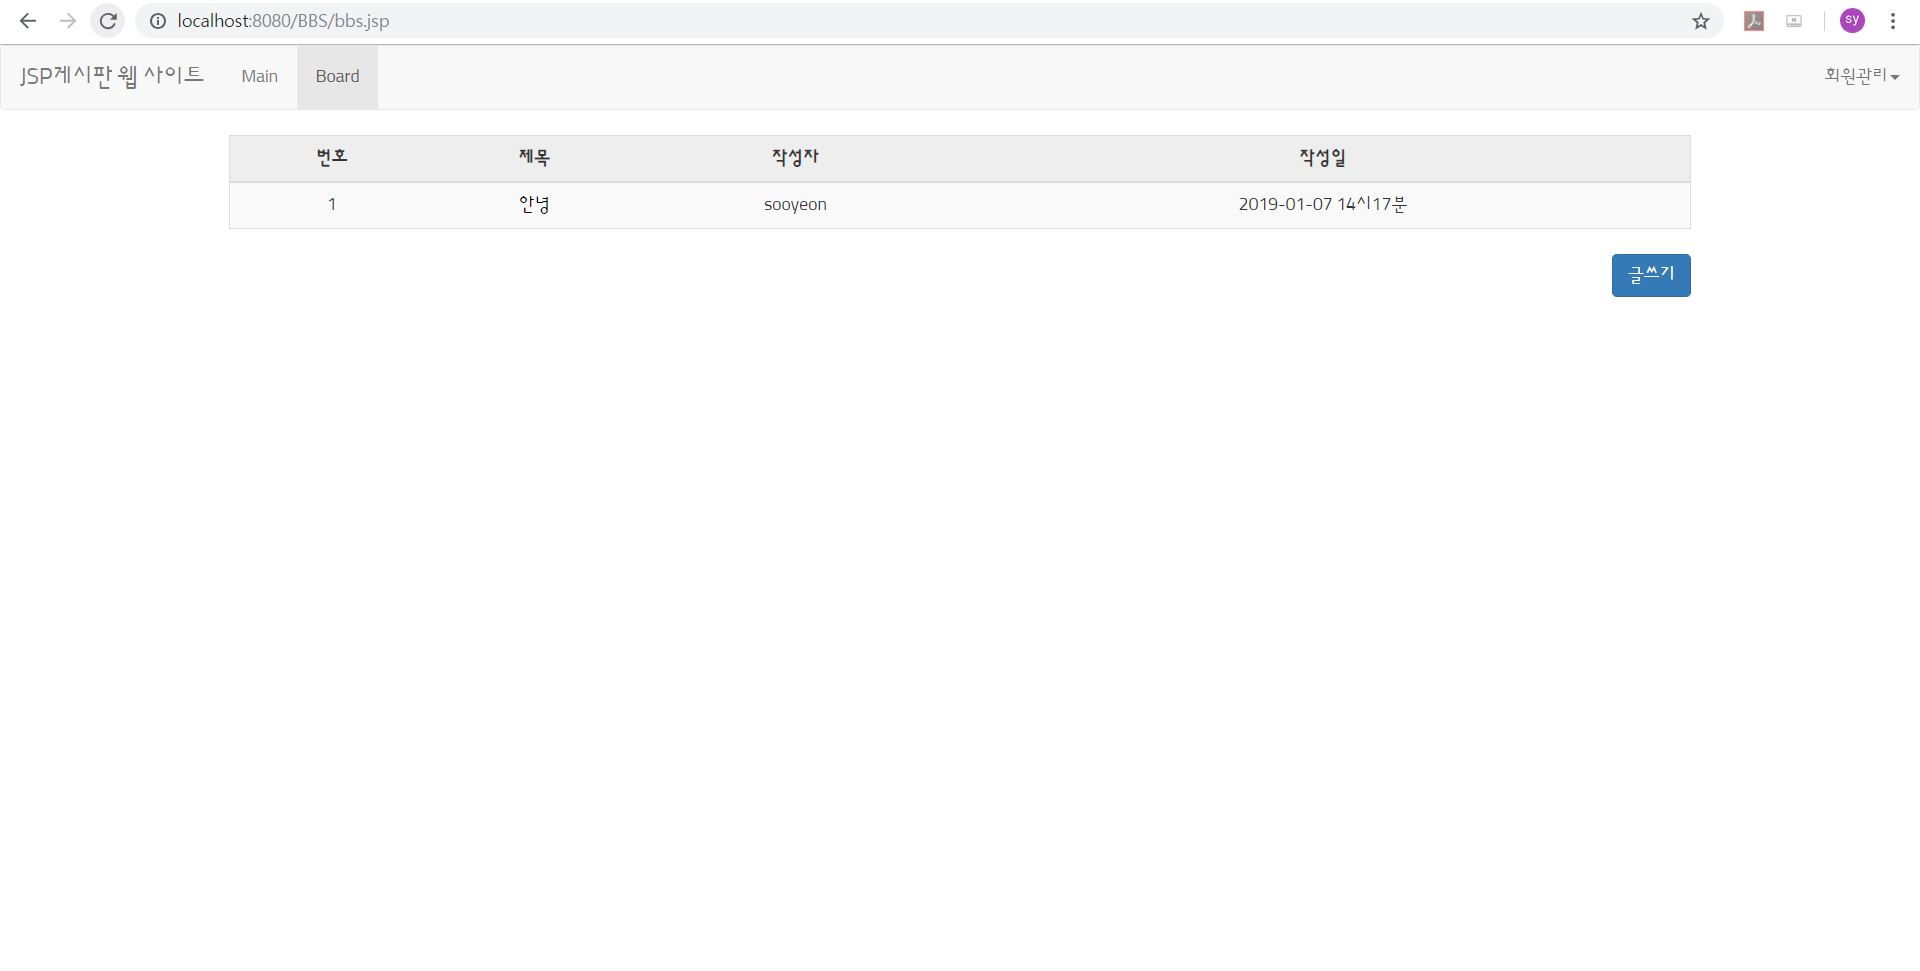 localhost:8080/BBS/bbs.jsp
sy
JSP게시판 웹 사이트 Main Board 회원관리
번호 제목 작성자 작성일
1 안녕 sooyeon 2019-01-07 14시17분
글쓰기